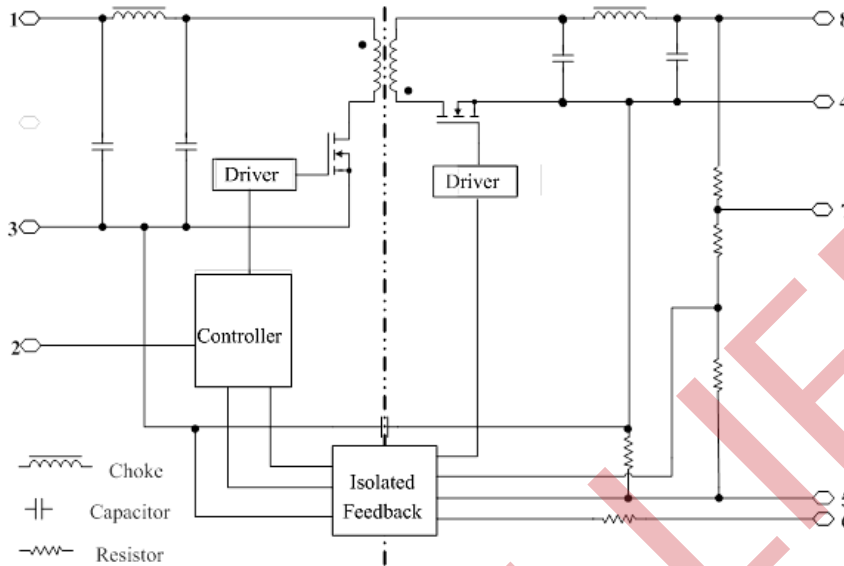 1
8
4
Driver
Driver
7
3
Controller
2
Choke
Isolated
Feedback
Capacitor
5
6
Resistor